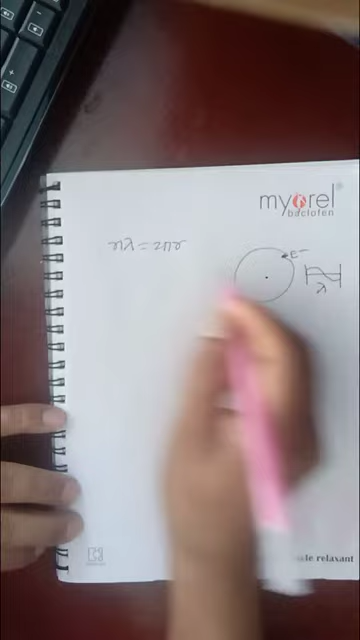 myorel®
baclofen
nλ = 2πr
e⁻
λ
le relaxant